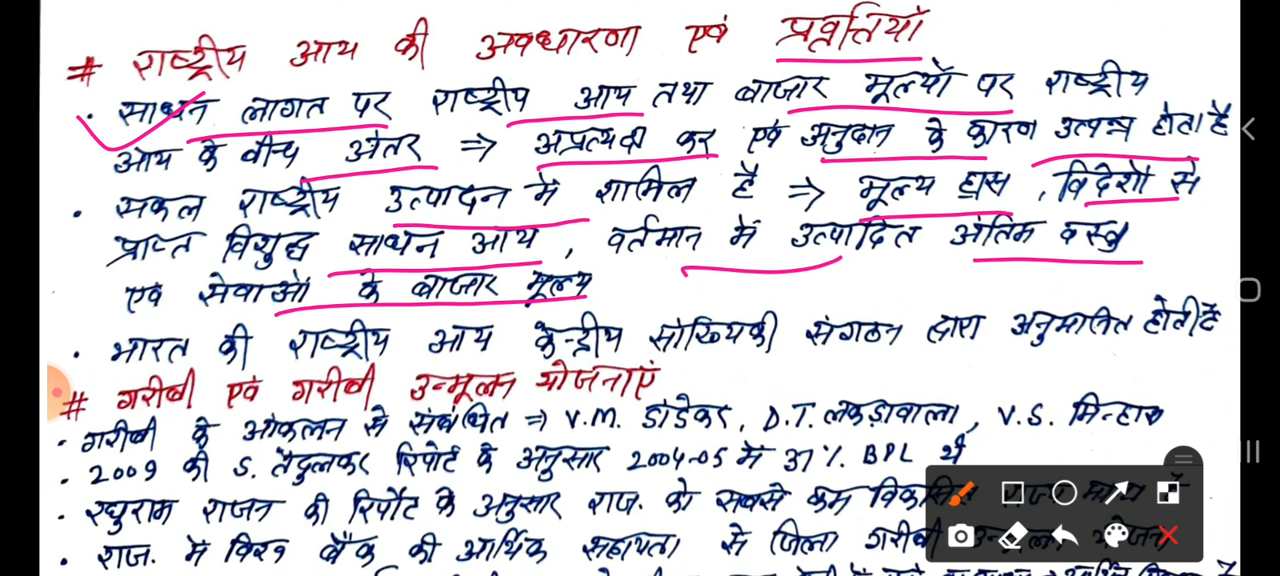 # राष्ट्रीय आय की अवधारणा एवं प्रवृत्तियां
· साधन लागत पर राष्ट्रीय आय तथा बाजार मूल्यों पर राष्ट्रीय
आय के बीच अंतर ⇒ अप्रत्यक्ष कर एवं अनुदान के कारण उत्पन्न होता है
· सकल राष्ट्रीय उत्पादन में शामिल है ⇒ मूल्य ह्रास, विदेशों से
प्राप्त विशुद्ध साधन आय, वर्तमान में उत्पादित अंतिम वस्तु
एवं सेवाओं के बाजार मूल्य
· भारत की राष्ट्रीय आय केन्द्रीय सांख्यिकी संगठन द्वारा अनुमानित होती है
# गरीबी एवं गरीबी उन्मूलन योजनाएं
· गरीबी के आंकलन से संबंधित ⇒ V.M. डांडेकर, D.T. लकड़ावाला, V.S. मिन्हास
· 2009 की S. तेंदुलकर रिपोर्ट के अनुसार 2004-05 में 37% BPL थे
· रघुराम राजन की रिपोर्ट के अनुसार राज. को सबसे कम
· राज. में विश्व बैंक की आर्थिक सहायता से जिला गरीबी